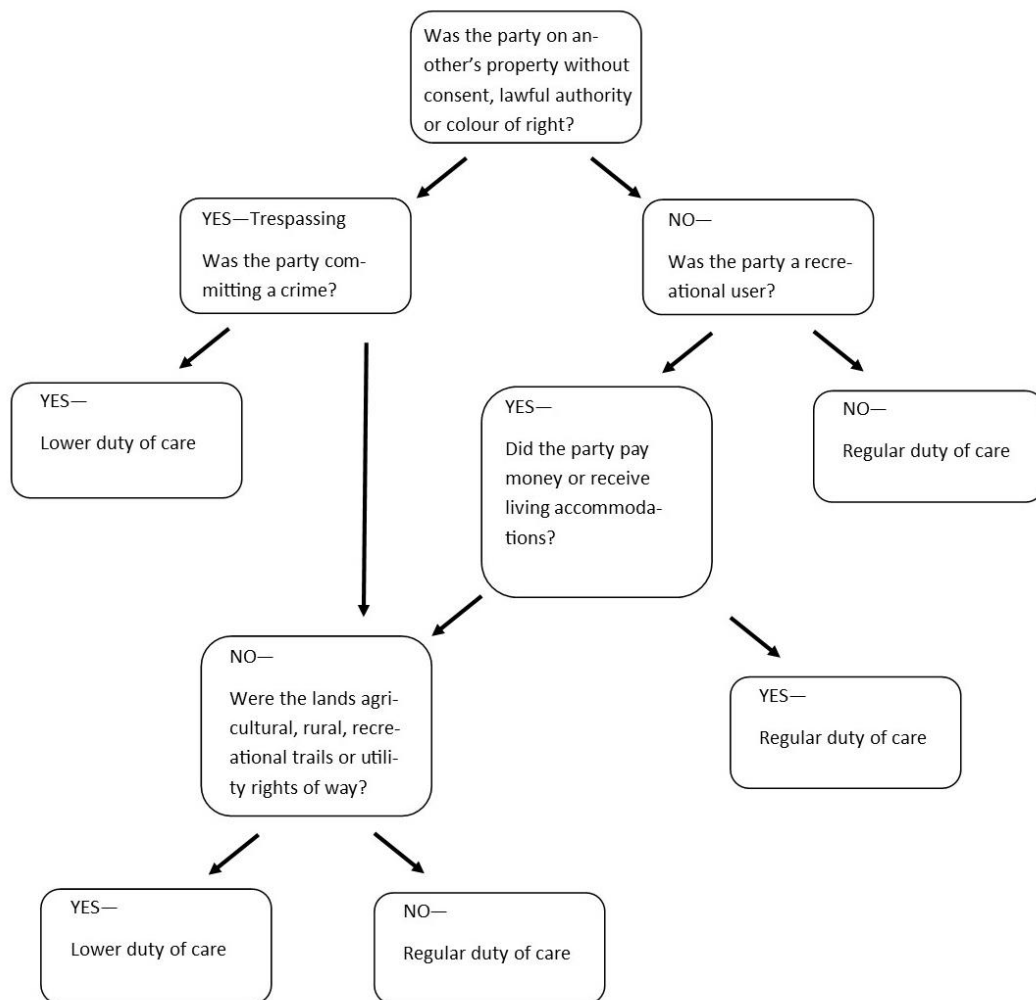 Was the party on an-
other’s property without
consent, lawful authority
or colour of right?
YES—Trespassing
Was the party com-
mitting a crime?
NO—
Was the party a recre-
ational user?
YES—
Lower duty of care
YES—
Did the party pay
money or receive
living accommoda-
tions?
NO—
Regular duty of care
NO—
Were the lands agri-
cultural, rural, recre-
ational trails or utili-
ty rights of way?
YES—
Regular duty of care
YES—
Lower duty of care
NO—
Regular duty of care